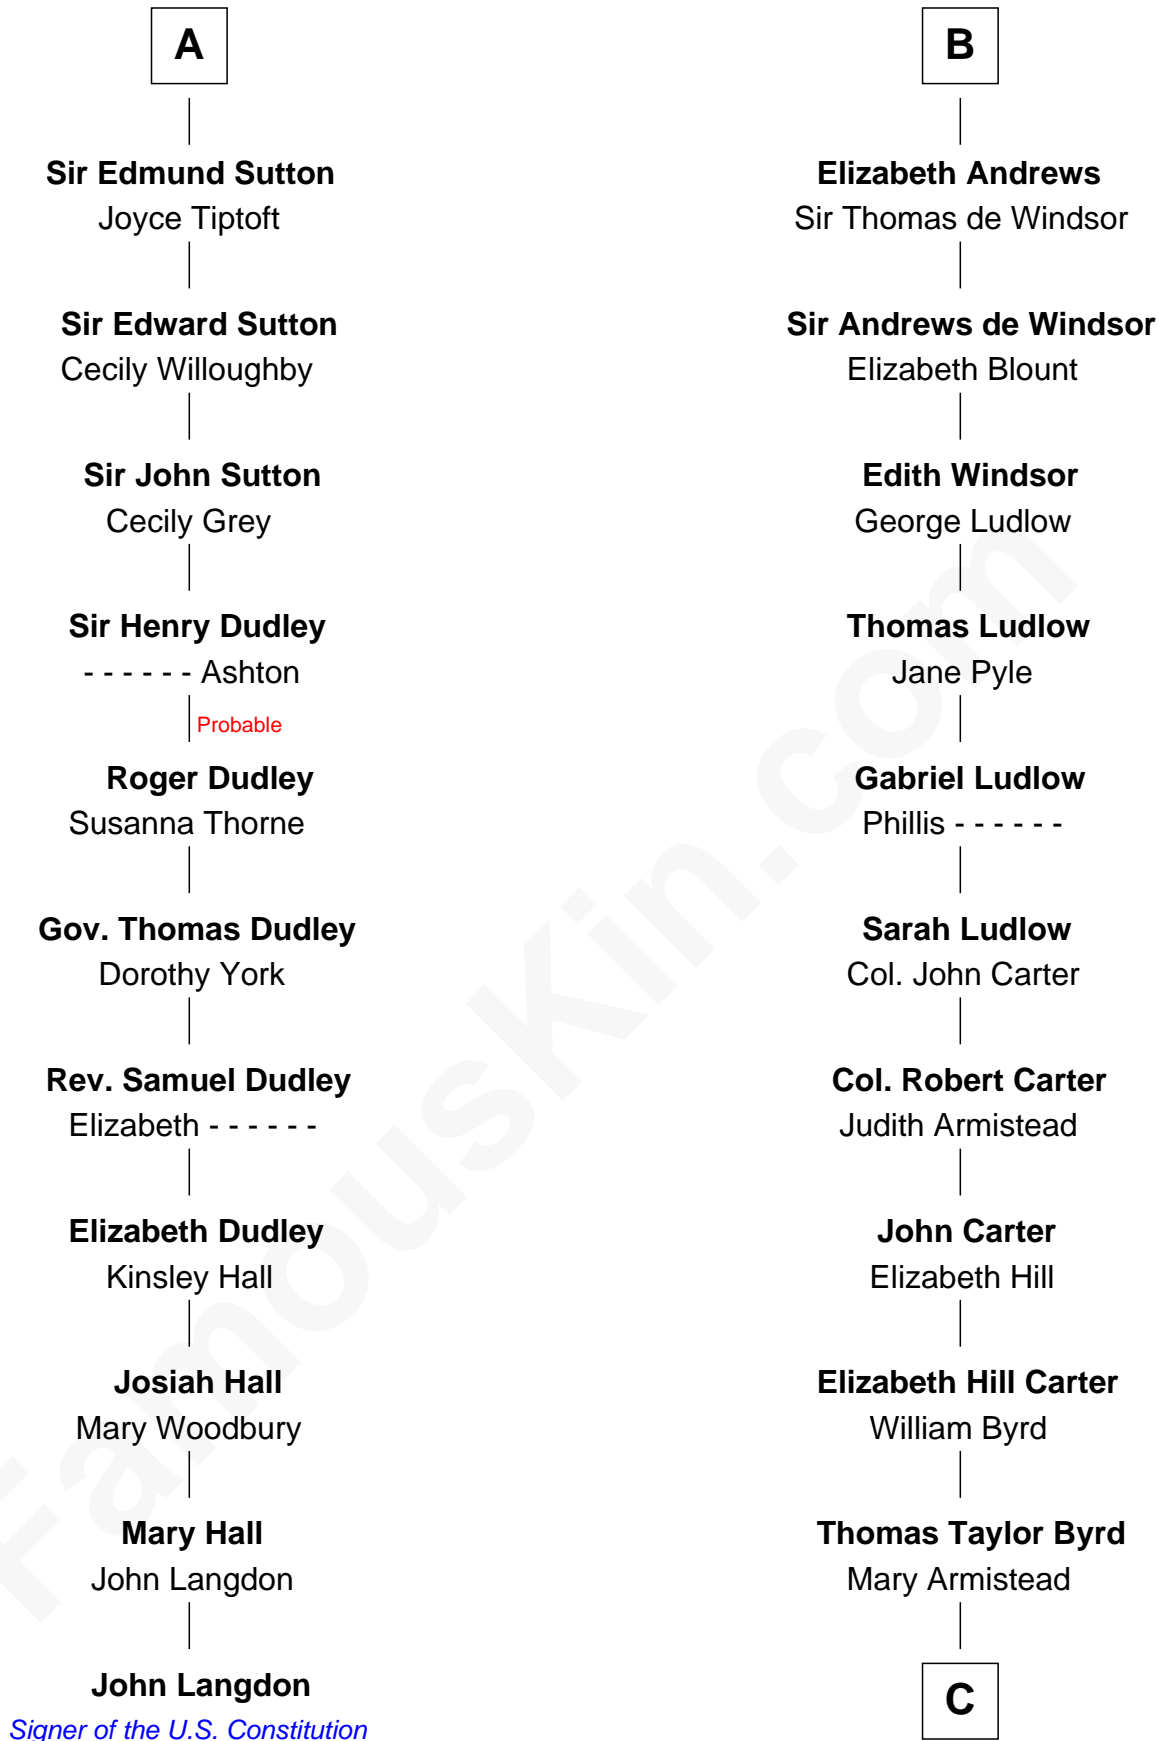 A
Sir Edmund Sutton
Joyce Tiptoft
Sir Edward Sutton
Cecily Willoughby
Sir John Sutton
Cecily Grey
Sir Henry Dudley
- - - - - - Ashton
Probable
Roger Dudley
Susanna Thorne
Gov. Thomas Dudley
Dorothy York
Rev. Samuel Dudley
Elizabeth - - - - - -
Elizabeth Dudley
Kinsley Hall
Josiah Hall
Mary Woodbury
Mary Hall
John Langdon
John Langdon
Signer of the U.S. Constitution
B
Elizabeth Andrews
Sir Thomas de Windsor
Sir Andrews de Windsor
Elizabeth Blount
Edith Windsor
George Ludlow
Thomas Ludlow
Jane Pyle
Gabriel Ludlow
Phillis - - - - - -
Sarah Ludlow
Col. John Carter
Col. Robert Carter
Judith Armistead
John Carter
Elizabeth Hill
Elizabeth Hill Carter
William Byrd
Thomas Taylor Byrd
Mary Armistead
C
FamousKin.com